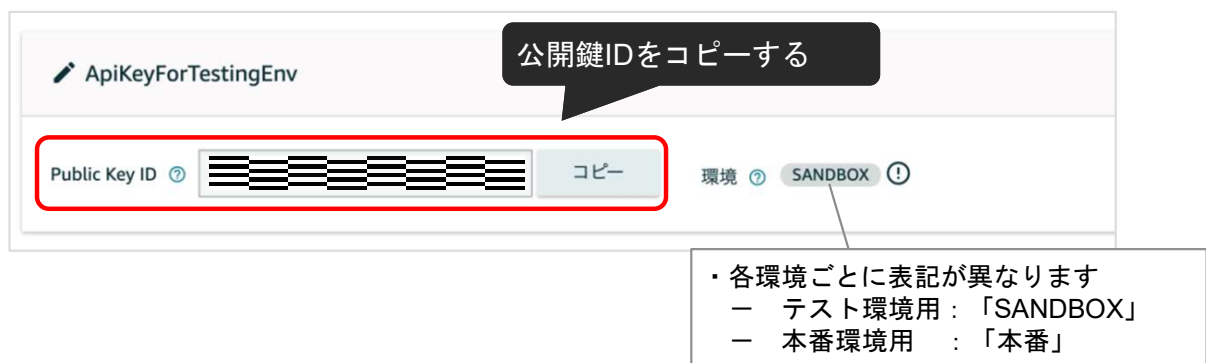 公開鍵IDをコピーする
ApiKeyForTestingEnv
Public Key ID
コピー
環境
SANDBOX
・各環境ごとに表記が異なります
－ テスト環境用：「SANDBOX」
－ 本番環境用 ：「本番」